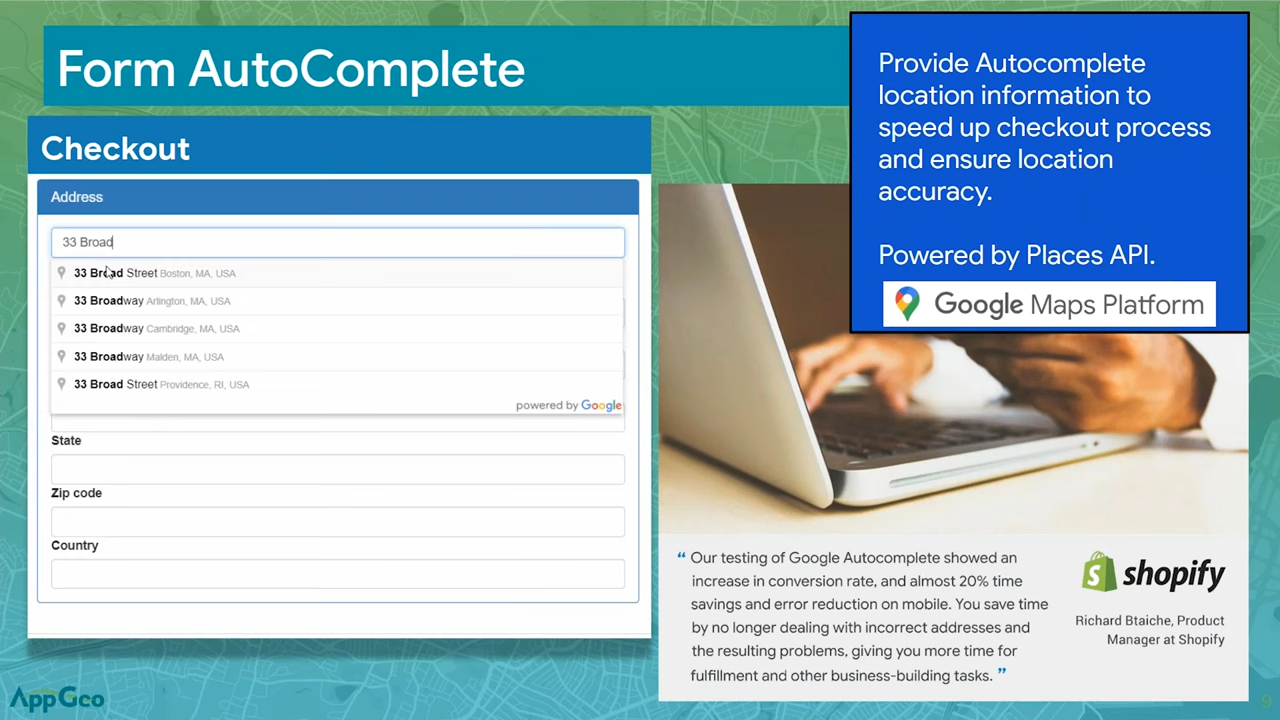 Form AutoComplete
Provide Autocomplete
location information to
speed up checkout process
and ensure location
accuracy.
Powered by Places API.
Google Maps Platform
Checkout
Address
33 Broad
33 Broad Street Boston, MA, USA
33 Broadway Arlington, MA, USA
33 Broadway Cambridge, MA, USA
33 Broadway Malden, MA, USA
33 Broad Street Providence, RI, USA
powered by Google
State
Zip code
Country
“ Our testing of Google Autocomplete showed an
increase in conversion rate, and almost 20% time
savings and error reduction on mobile. You save time
by no longer dealing with incorrect addresses and
the resulting problems, giving you more time for
fulfillment and other business-building tasks. ”
shopify
Richard Btaiche, Product
Manager at Shopify
AppGeo
9